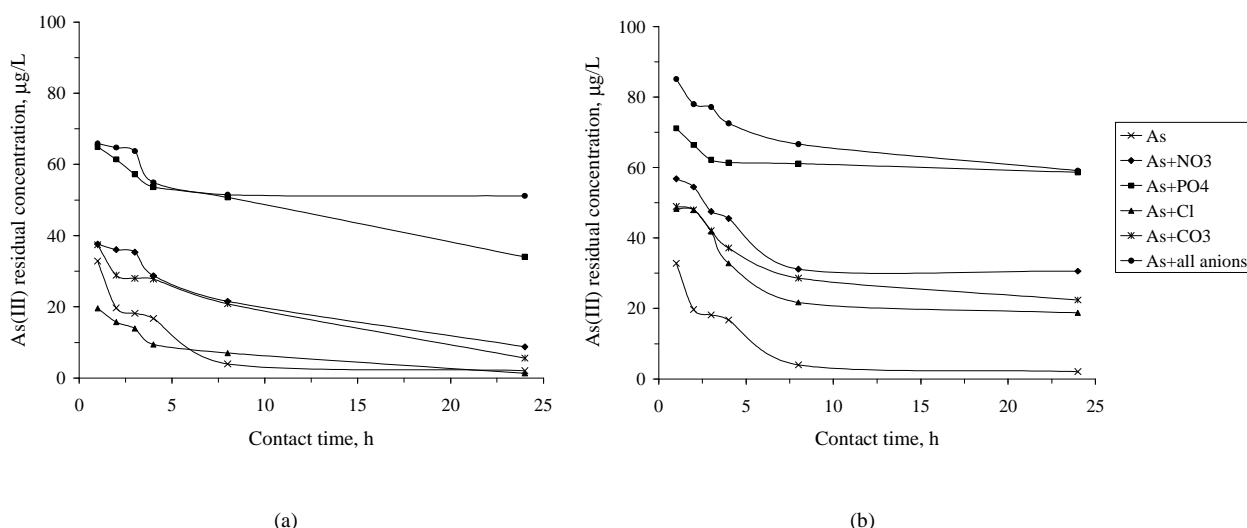 As(III) residual concentration, µg/L
100
80
60
40
20
0
0 5 10 15 20 25
Contact time, h
(a)
As(III) residual concentration, µg/L
100
80
60
40
20
0
0 5 10 15 20 25
Contact time, h
(b)
As
As+NO3
As+PO4
As+Cl
As+CO3
As+all anions